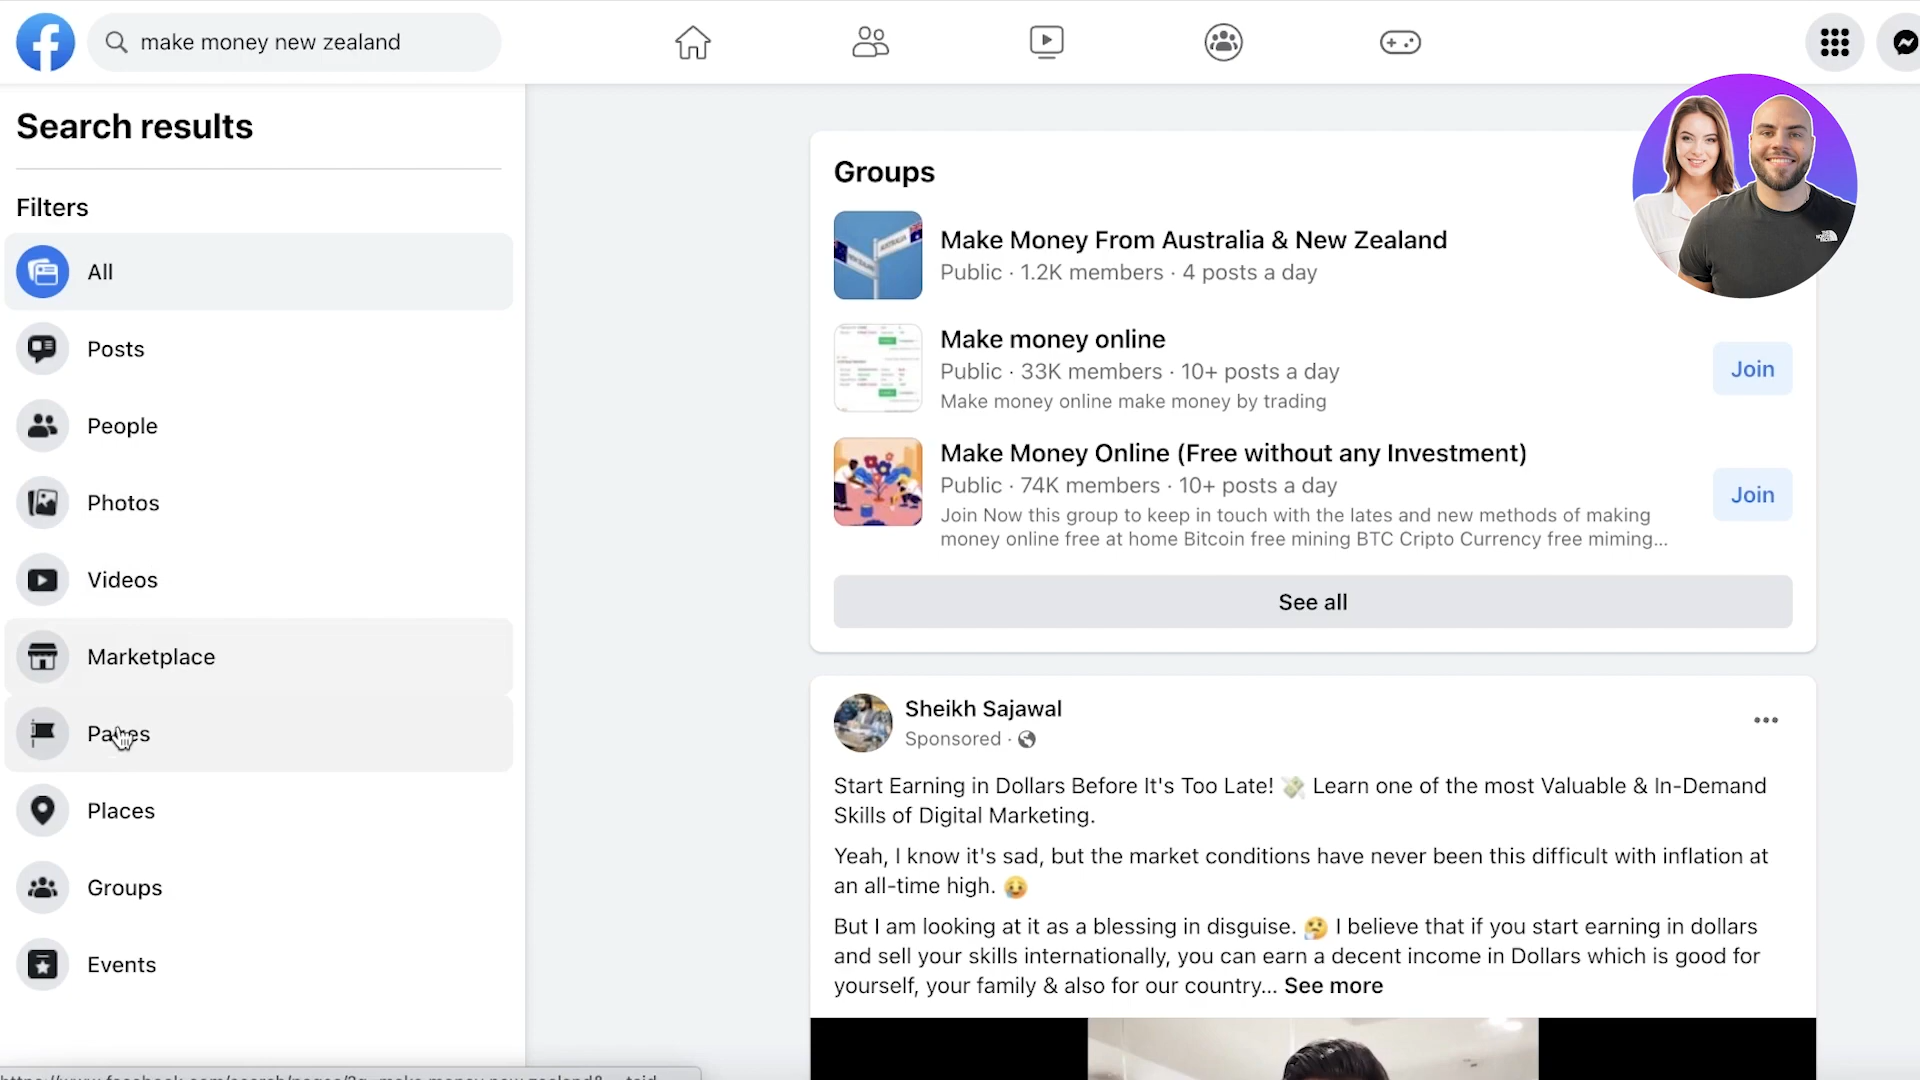 make money new zealand
Search results
Filters
All
Posts
People
Photos
Videos
Marketplace
Pages
Places
Groups
Events
Groups
Make Money From Australia & New Zealand
Public · 1.2K members · 4 posts a day
Make money online
Public · 33K members · 10+ posts a day
Make money online make money by trading
Join
Make Money Online (Free without any Investment)
Public · 74K members · 10+ posts a day
Join Now this group to keep in touch with the lates and new methods of making
money online free at home Bitcoin free mining BTC Cripto Currency free miming...
Join
See all
Sheikh Sajawal
Sponsored ·
Start Earning in Dollars Before It's Too Late! 💸 Learn one of the most Valuable & In-Demand
Skills of Digital Marketing.
Yeah, I know it's sad, but the market conditions have never been this difficult with inflation at
an all-time high. 🥲
But I am looking at it as a blessing in disguise. 🤔 I believe that if you start earning in dollars
and sell your skills internationally, you can earn a decent income in Dollars which is good for
yourself, your family & also for our country... See more